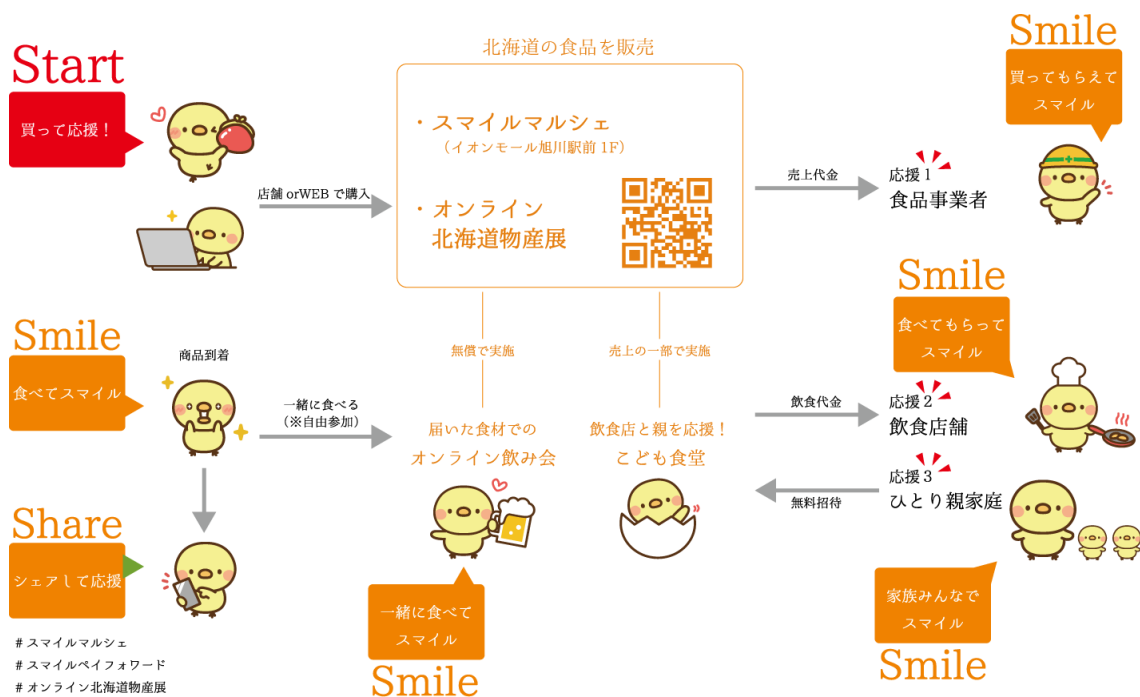 Start
買って応援！
店舗 orWEB で購入
北海道の食品を販売
・スマイルマルシェ
（イオンモール旭川駅前 1F）
・オンライン
北海道物産展
売上代金
Smile
買ってもらえて
スマイル
応援 1
食品事業者
Smile
食べてスマイル
商品到着
一緒に食べる
（※自由参加）
無償で実施
売上の一部で実施
届いた食材での
オンライン飲み会
飲食店と親を応援！
こども食堂
飲食代金
Smile
食べてもらって
スマイル
応援 2
飲食店舗
無料招待
応援 3
ひとり親家庭
Share
シェアして応援
# スマイルマルシェ
# スマイルペイフォワード
# オンライン北海道物産展
一緒に食べて
スマイル
Smile
家族みんなで
スマイル
Smile